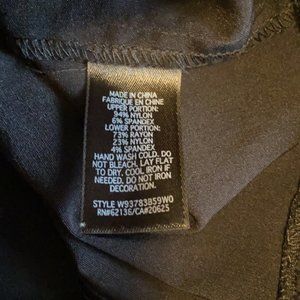 MADE IN CHINA
FABRIQUE EN CHINE
UPPER PORTION:
94% NYLON
6% SPANDEX
LOWER PORTION:
73% RAYON
23% NYLON
4% SPANDEX
HAND WASH COLD. DO
NOT BLEACH. LAY FLAT
TO DRY. COOL IRON IF
NEEDED. DO NOT IRON
DECORATION.
STYLE W93783859W0
RN#62136/CA#20625